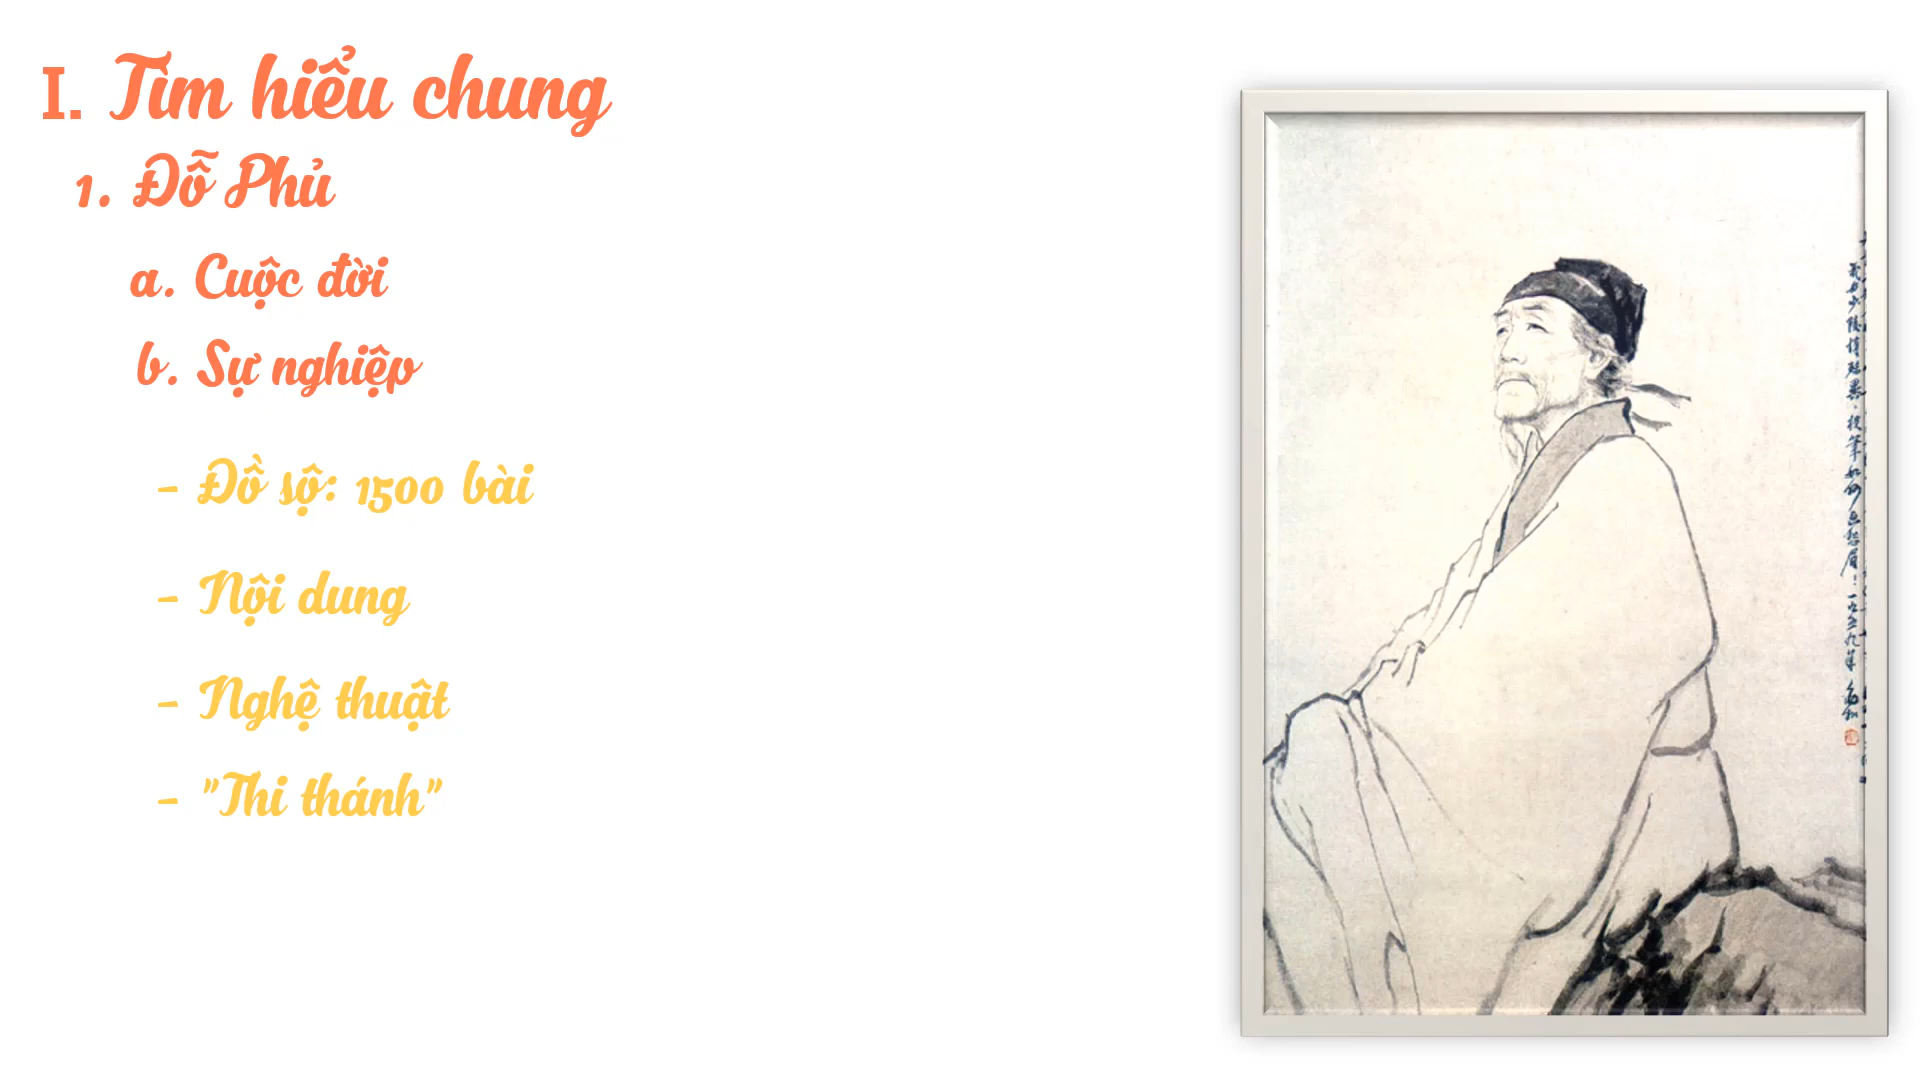 I. Tìm hiểu chung
1. Đỗ Phủ
a. Cuộc đời
b. Sự nghiệp
- Đồ sộ: 1500 bài
- Nội dung
- Nghệ thuật
- "Thi thánh"